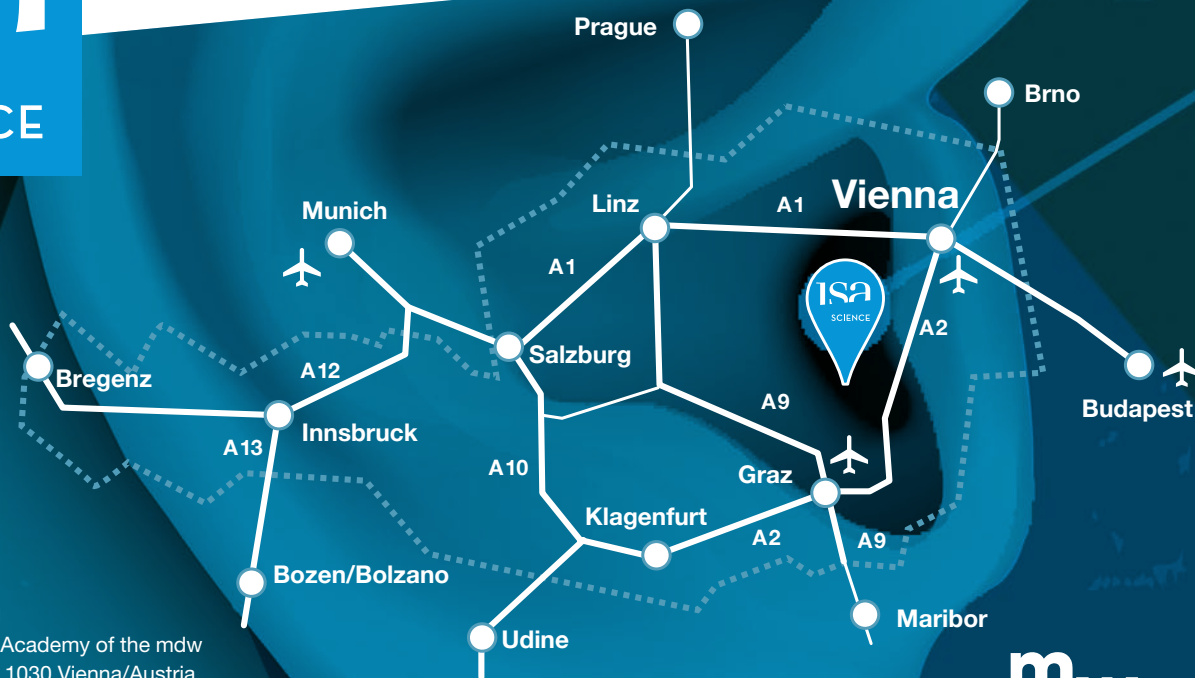 CE
Prague
Brno
Munich
Linz
A1
Vienna
A1
isa
SCIENCE
A2
Salzburg
Bregenz
A12
Innsbruck
A13
A9
Budapest
A10
Graz
Klagenfurt
A2
A9
Bozen/Bolzano
Maribor
Udine
Academy of the mdw
1030 Vienna/Austria